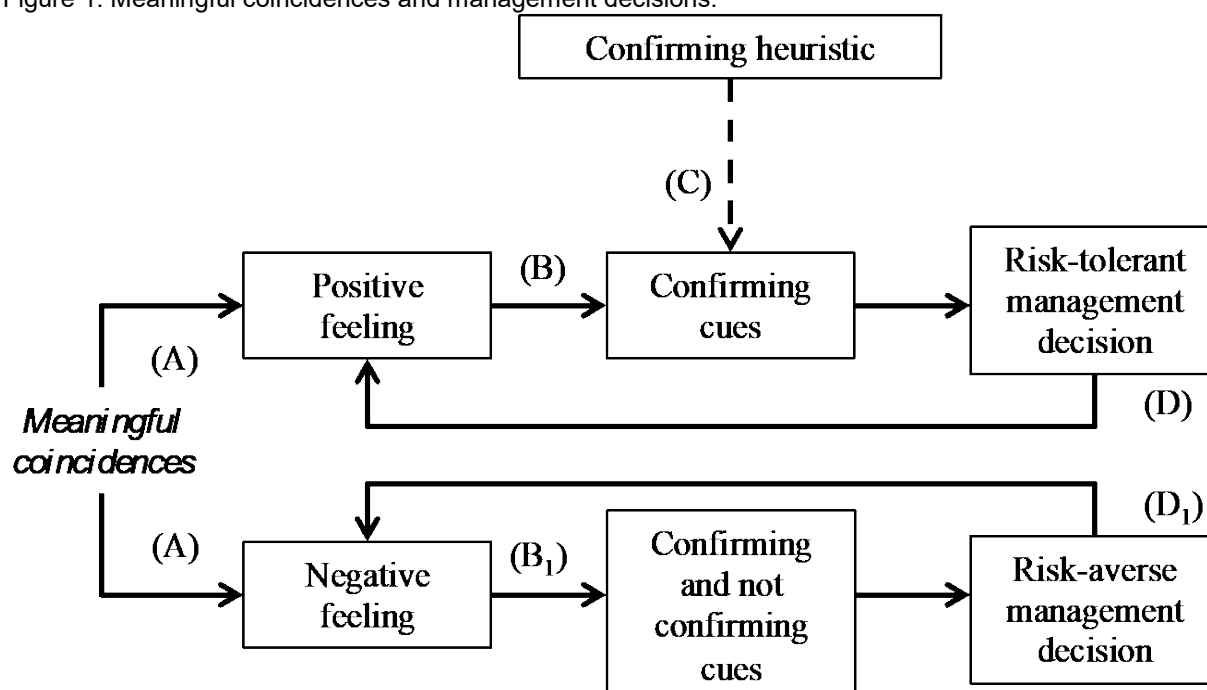 Figure 1. Meaningful coincidences and management decisions.
Confirming heuristic
(C)
Positive
feeling
(B)
Confirming
cues
Risk-tolerant
management
decision
(A)
(D)
Meaningful
coincidences
(A)
Negative
feeling
(B₁)
Confirming
and not
confirming
cues
(D₁)
Risk-averse
management
decision